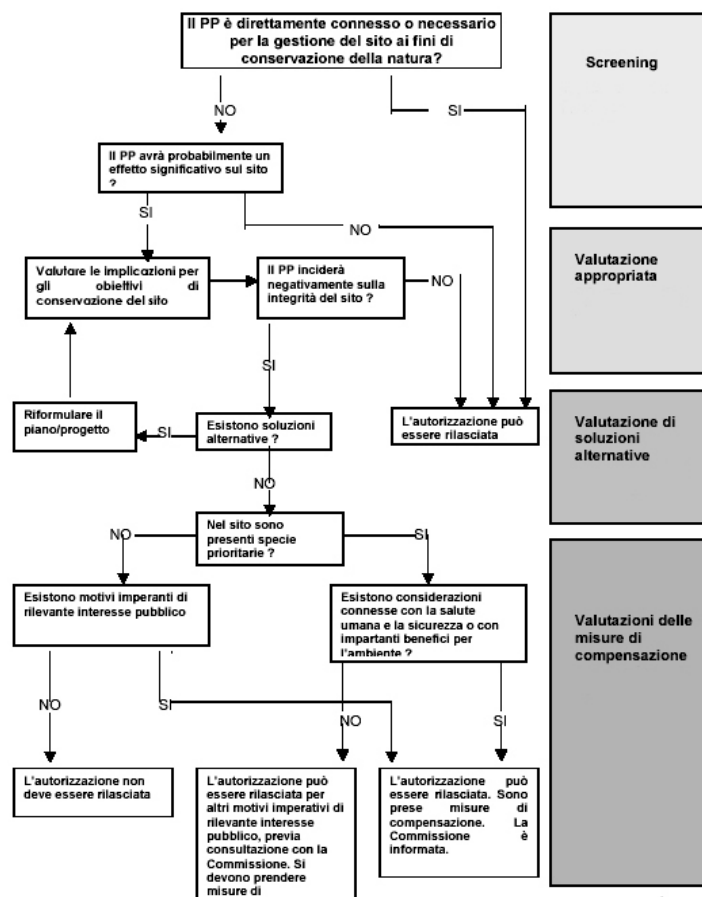 Il PP è direttamente connesso o necessario
per la gestione del sito ai fini di
conservazione della natura?
Screening
NO
SI
Il PP avrà probabilmente un
effetto significativo sul sito
?
SI
NO
Valutare le implicazioni per
gli obiettivi di
conservazione del sito
Il PP inciderà
negativamente sulla
integrità del sito ?
NO
Valutazione
appropriata
SI
Riformulare il
piano/progetto
SI
Esistono soluzioni
alternative ?
L'autorizzazione può
essere rilasciata
Valutazione di
soluzioni
alternative
NO
Nel sito sono
presenti specie
prioritarie ?
NO
SI
Esistono motivi imperanti di
rilevante interesse pubblico
Esistono considerazioni
connesse con la salute
umana e la sicurezza o con
impartanti benefici per
l'ambiente ?
Valutazioni delle
misure di
compensazione
NO
SI
NO
SI
L'autorizzazione non
deve essere rilasciata
L'autorizzazione può
essere rilasciata per
altri motivi imperativi di
rilevante interesse
pubblico, previa
consultazione con la
Commissione. Si
devono prendere
misure di
L'autorizzazione può
essere rilasciata. Sono
prese misure di
compensazione. La
Commissione è
informata.